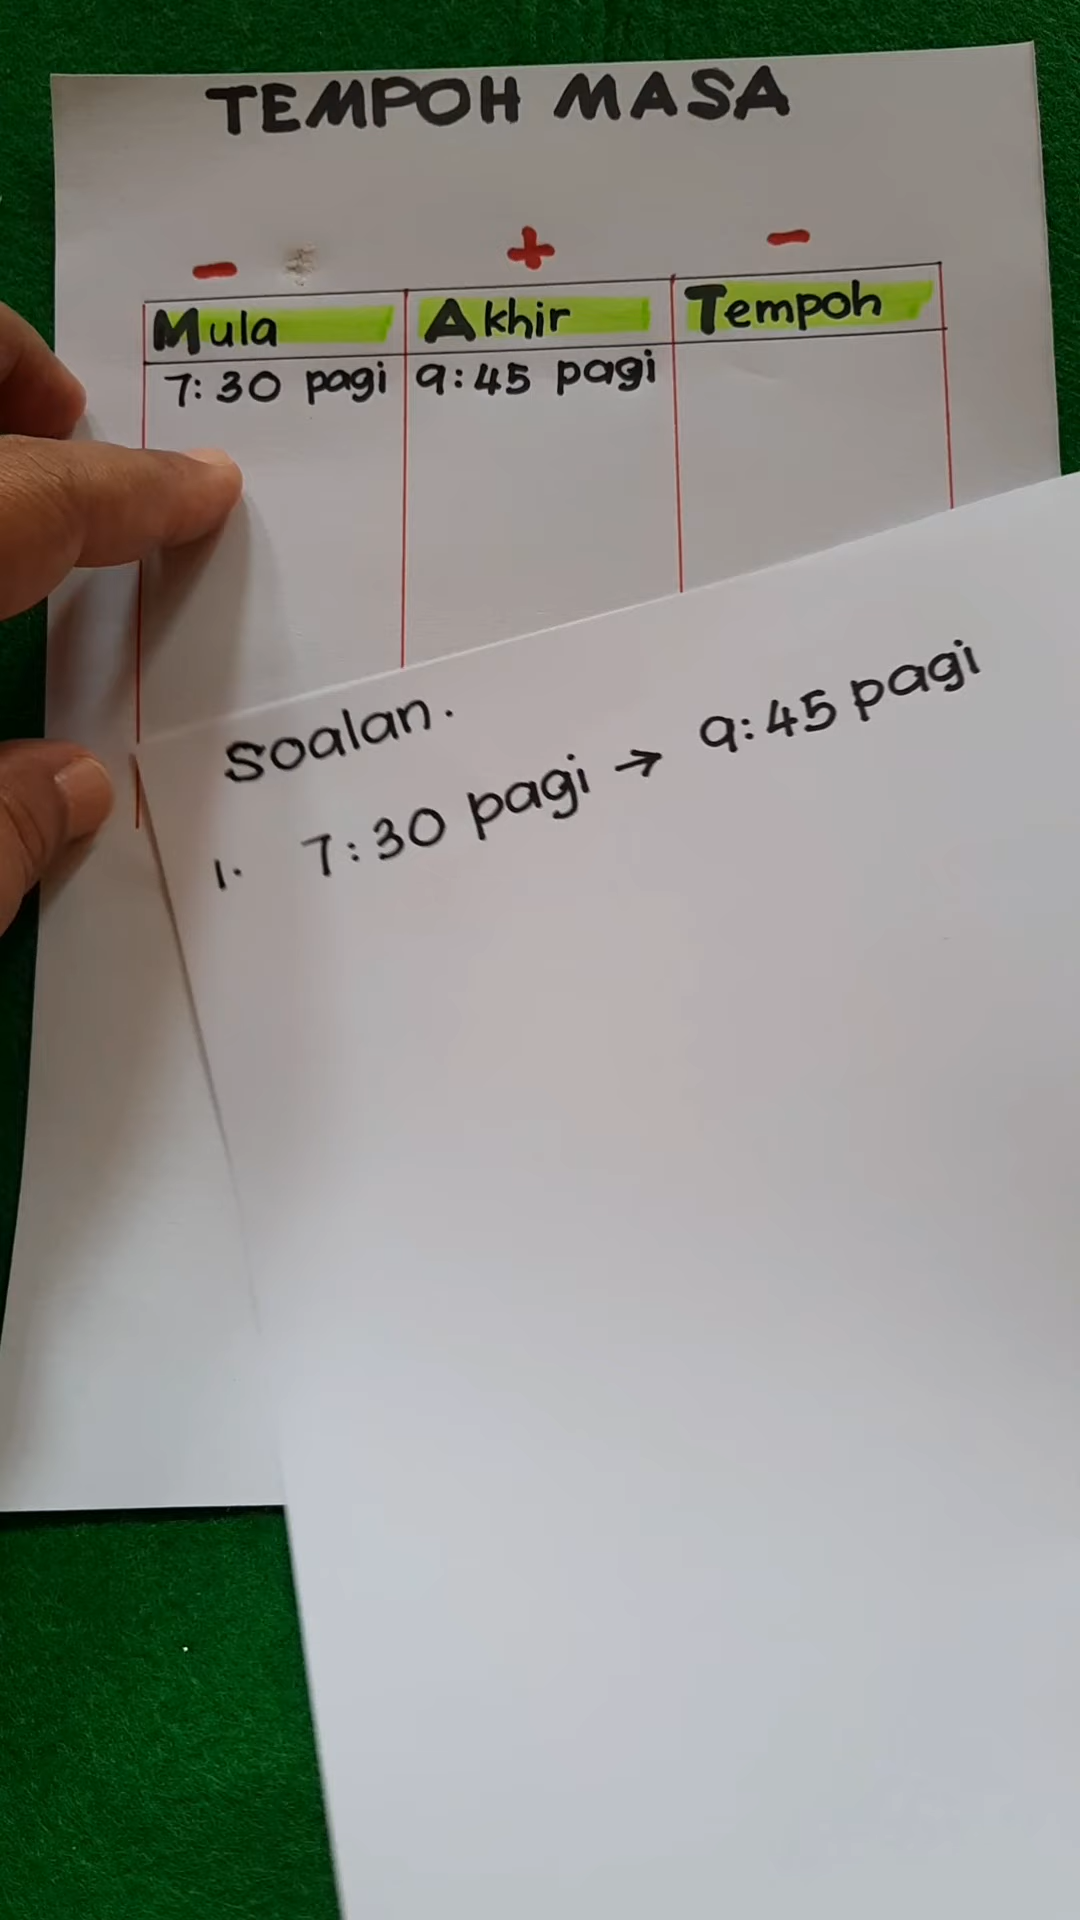 TEMPOH MASA
- + -
Mula Akhir Tempoh
7:30 pagi 9:45 pagi
Soalan.
1. 7:30 pagi → 9:45 pagi